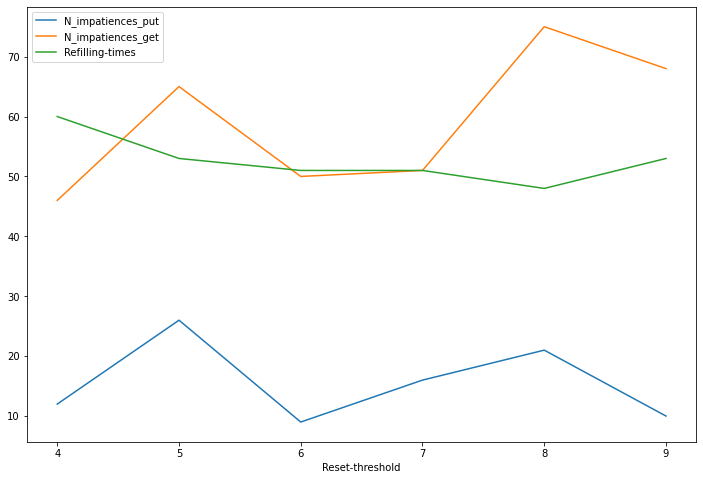 N_impatiences_put
N_impatiences_get
Refilling-times
70
60
50
40
30
20
10
4 5 6 7 8 9
Reset-threshold